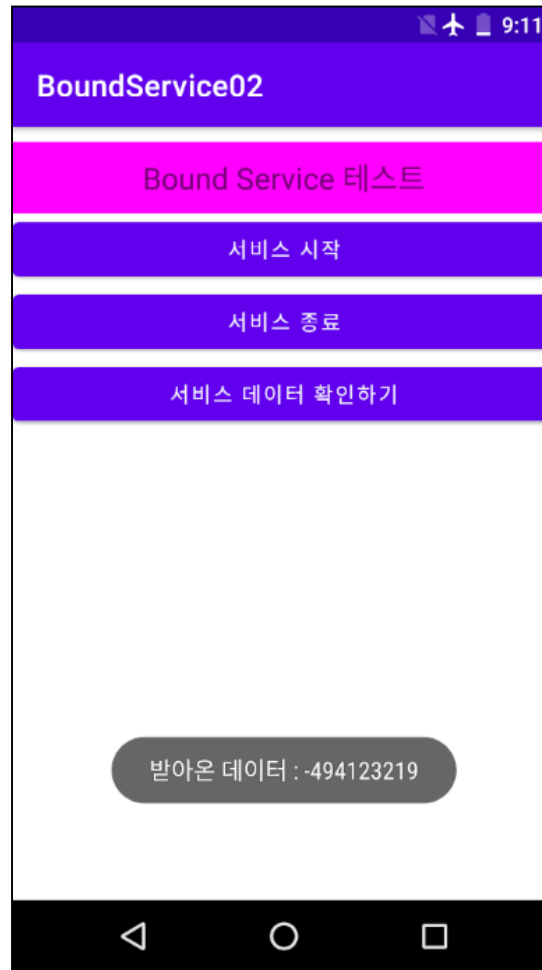 9:11
BoundService02
Bound Service 테스트
서비스 시작
서비스 종료
서비스 데이터 확인하기
받아온 데이터 : -494123219